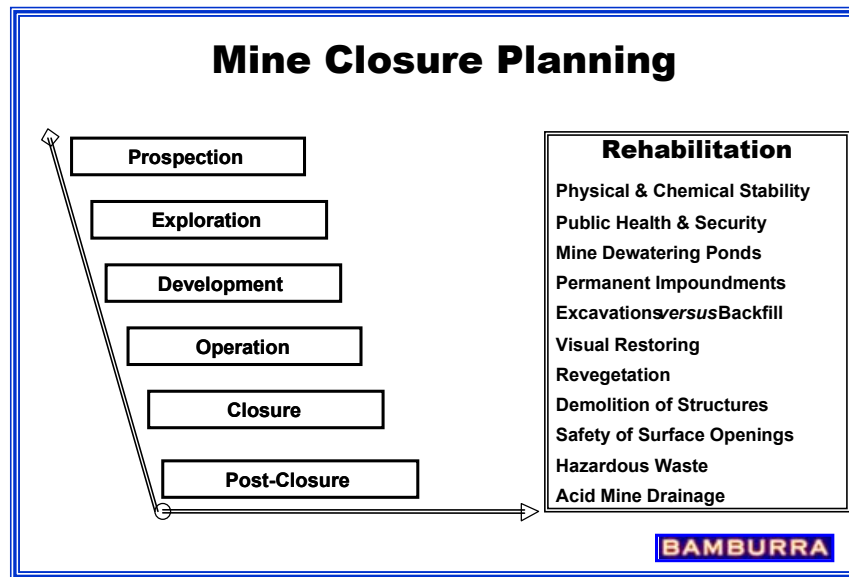 Mine Closure Planning
Prospection
Exploration
Development
Operation
Closure
Post-Closure
Rehabilitation
Physical & Chemical Stability
Public Health & Security
Mine Dewatering Ponds
Permanent Impoundments
Excavationsversus Backfill
Visual Restoring
Revegetation
Demolition of Structures
Safety of Surface Openings
Hazardous Waste
Acid Mine Drainage
BAMBURRA